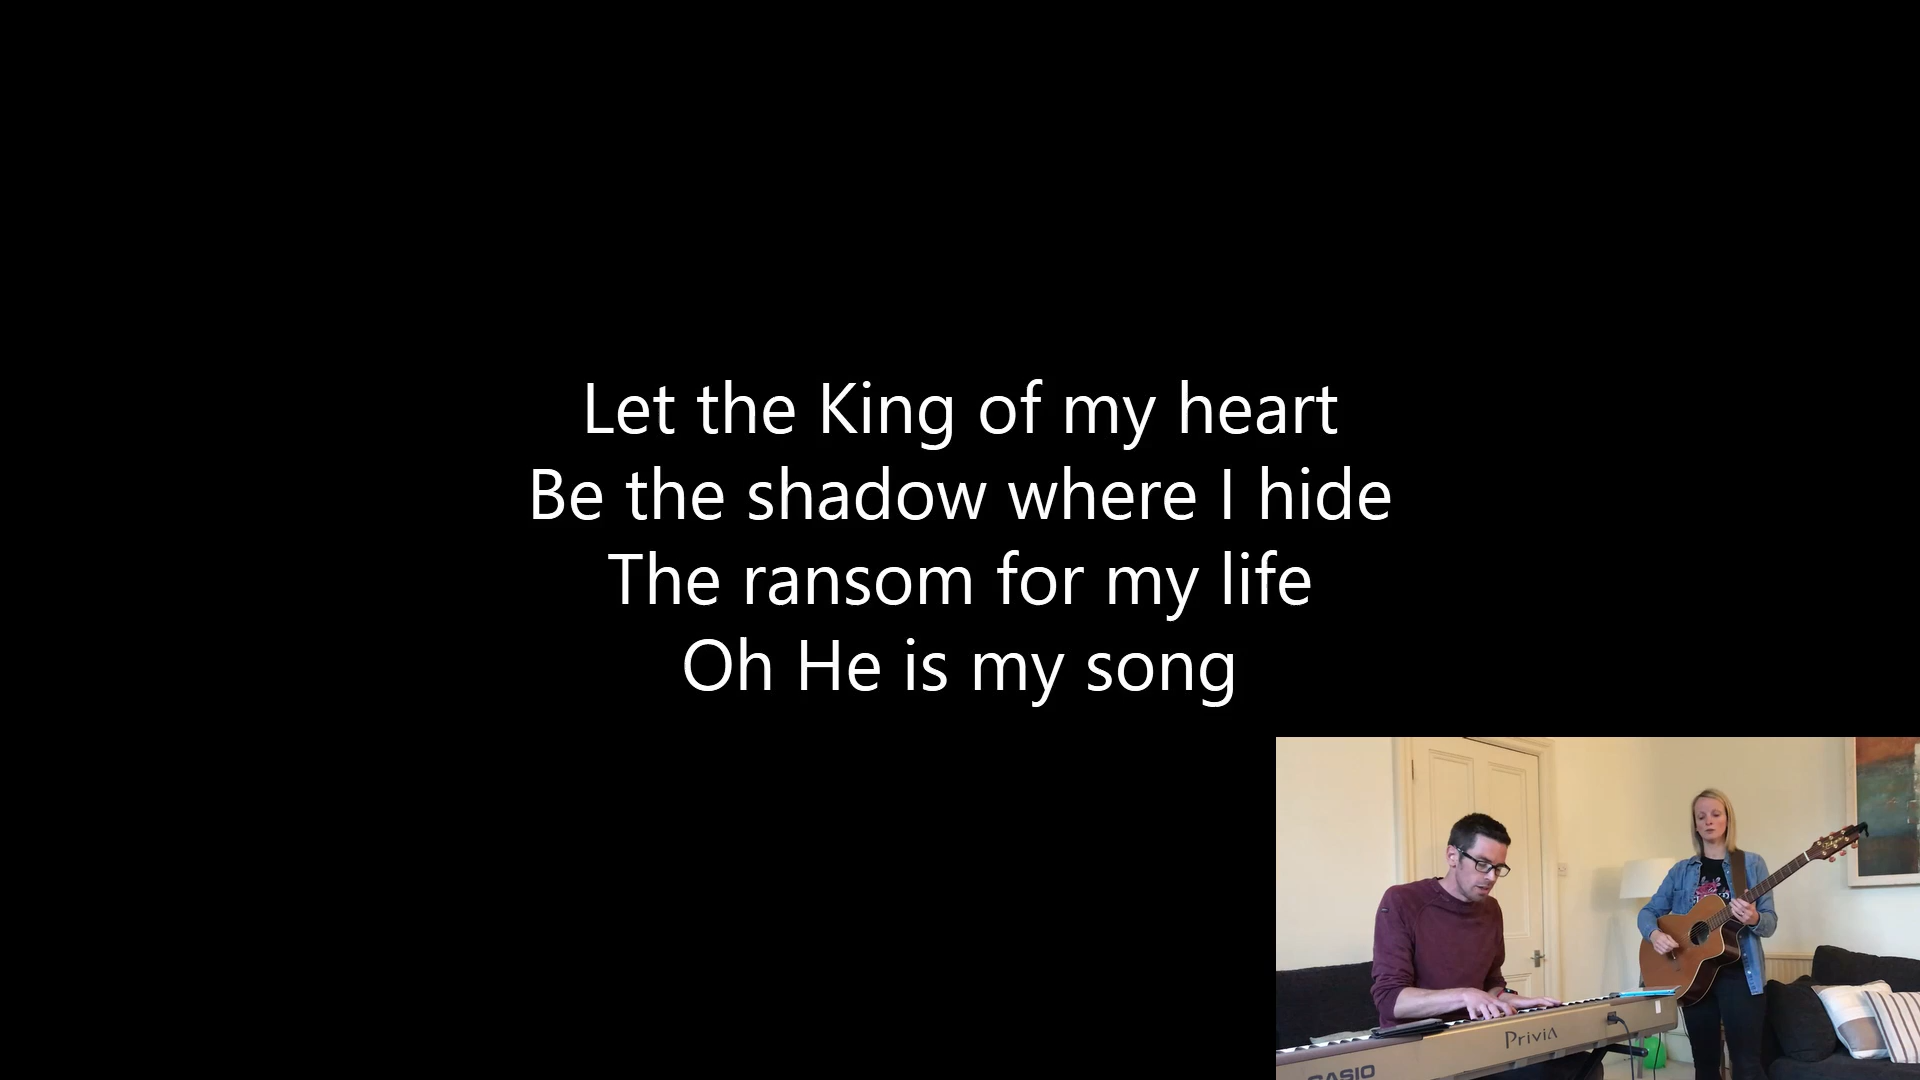 Let the King of my heart
Be the shadow where I hide
The ransom for my life
Oh He is my song
PriviA
CASIO